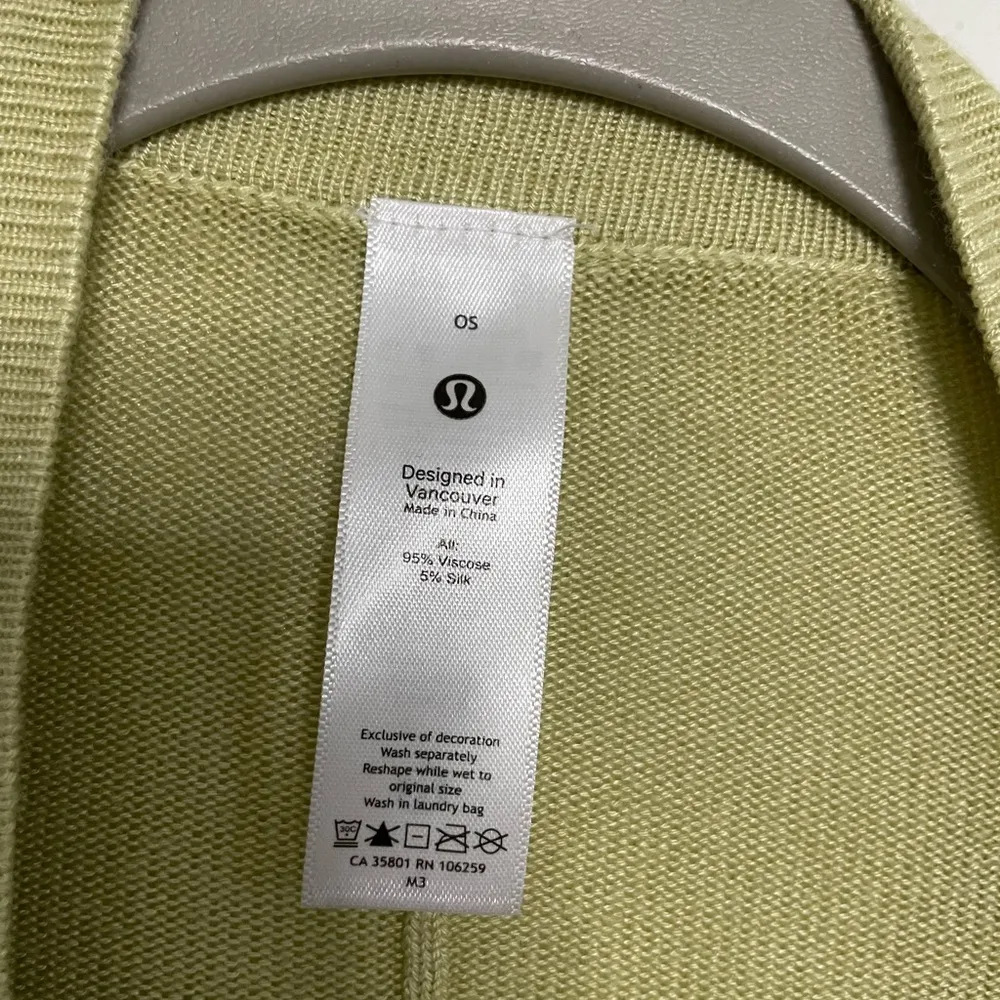 OS
Designed in
Vancouver
Made in China
All:
95% Viscose
5% Silk
Exclusive of decoration
Wash separately
Reshape while wet to
original size
Wash in laundry bag
30C
CA 35801 RN 106259
M3